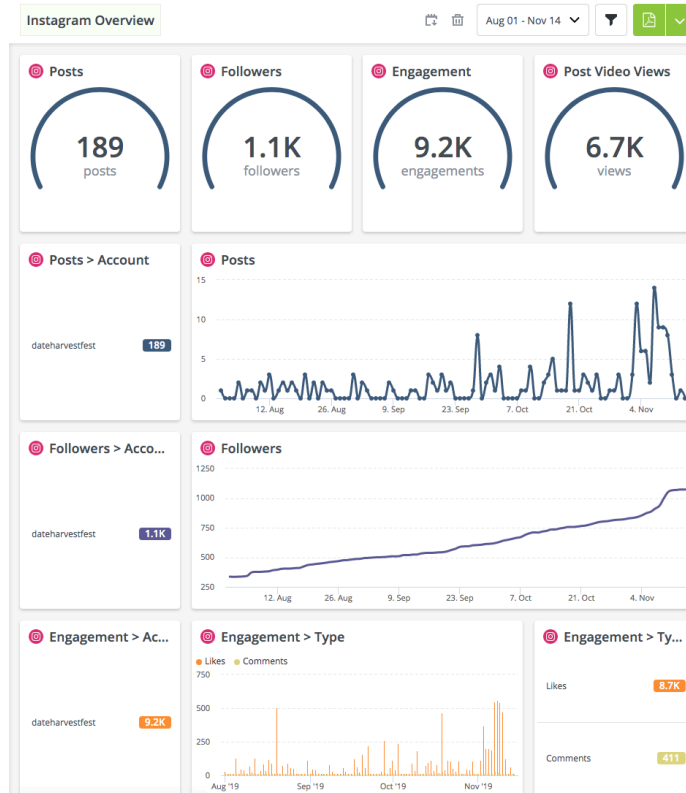 Instagram Overview
Aug 01 - Nov 14
Posts
189
posts
Followers
1.1K
followers
Engagement
9.2K
engagements
Post Video Views
6.7K
views
Posts > Account
dateharvestfest
189
Posts
15
10
5
0
12. Aug
26. Aug
9. Sep
23. Sep
7. Oct
21. Oct
4. Nov
Followers > Acco...
dateharvestfest
1.1K
Followers
1250
1000
750
500
250
12. Aug
26. Aug
9. Sep
23. Sep
7. Oct
21. Oct
4. Nov
Engagement > Ac...
dateharvestfest
9.2K
Engagement > Type
Likes
Comments
750
500
250
0
Aug '19
Sep '19
Oct '19
Nov '19
Engagement > Ty...
Likes
8.7K
Comments
411